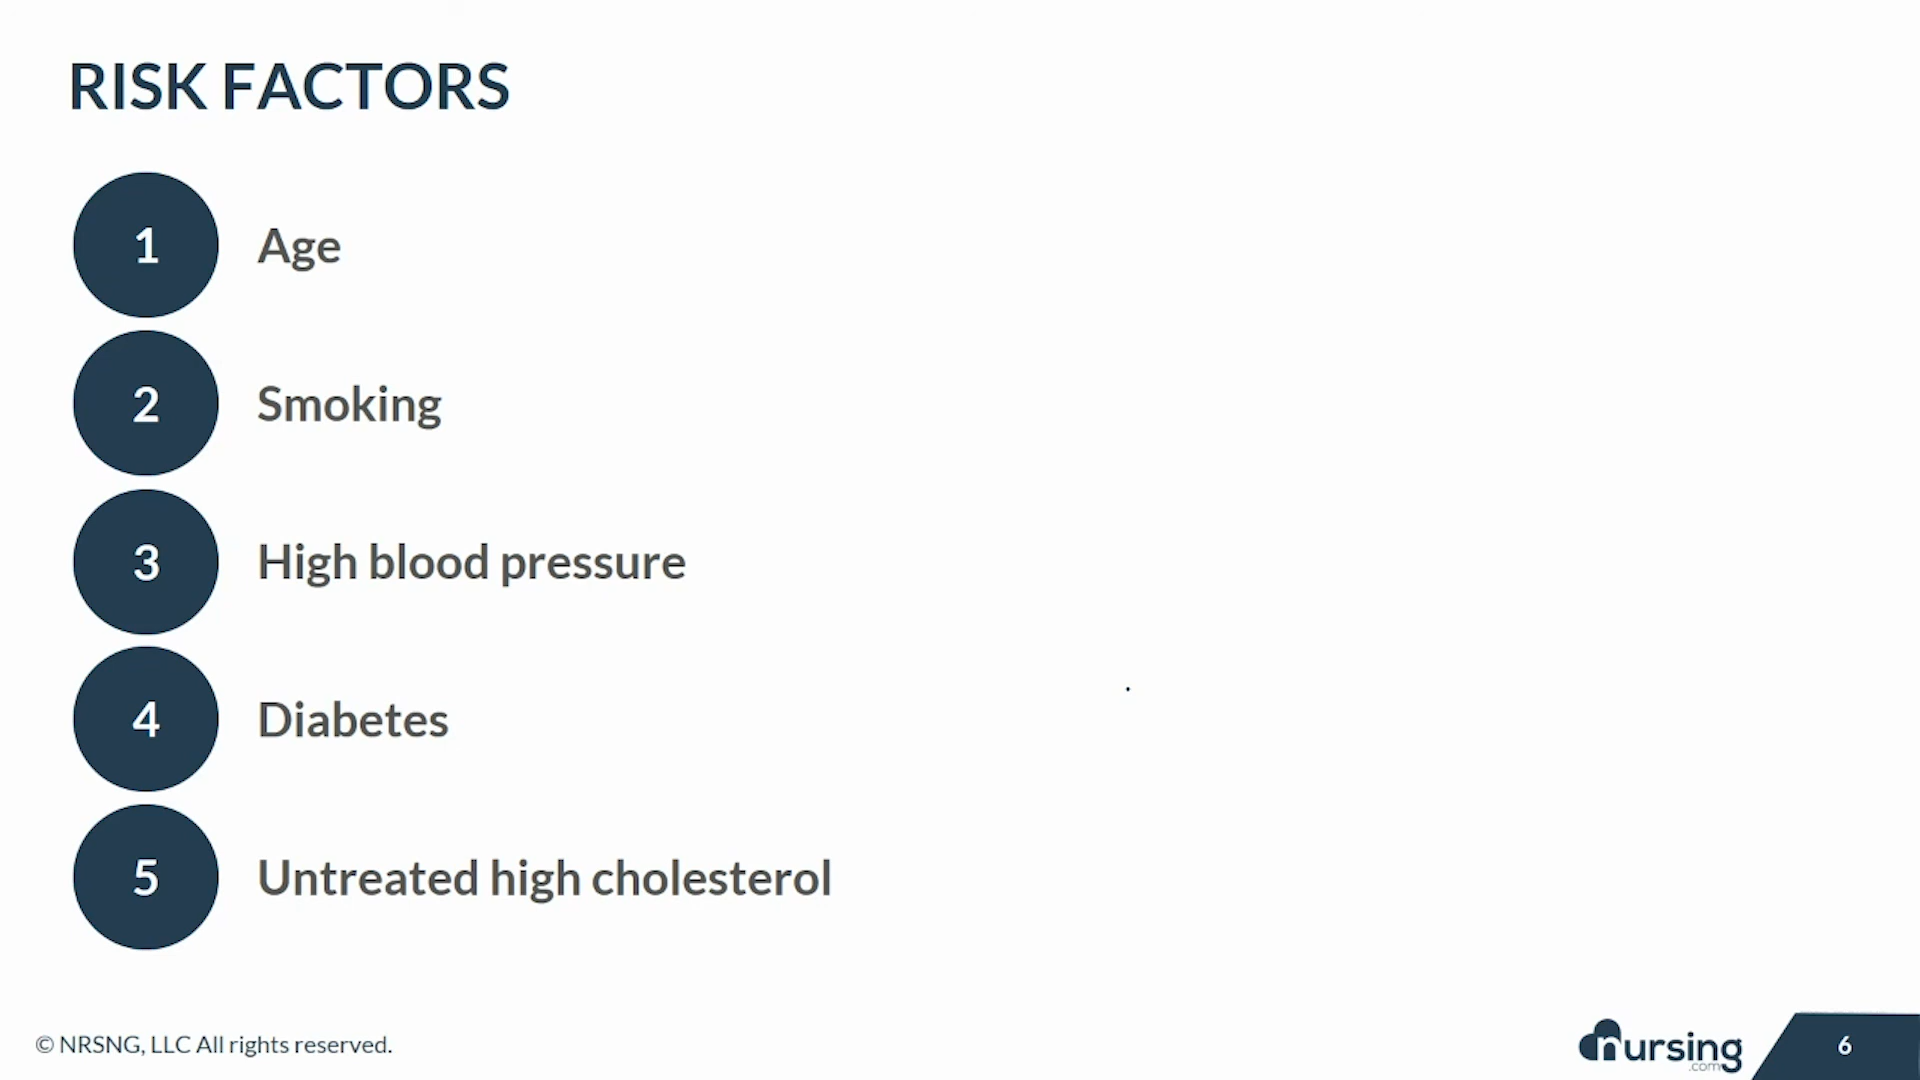 RISK FACTORS
1 Age
2 Smoking
3 High blood pressure
4 Diabetes
5 Untreated high cholesterol
© NRSNG, LLC All rights reserved.
nursing
.com
6